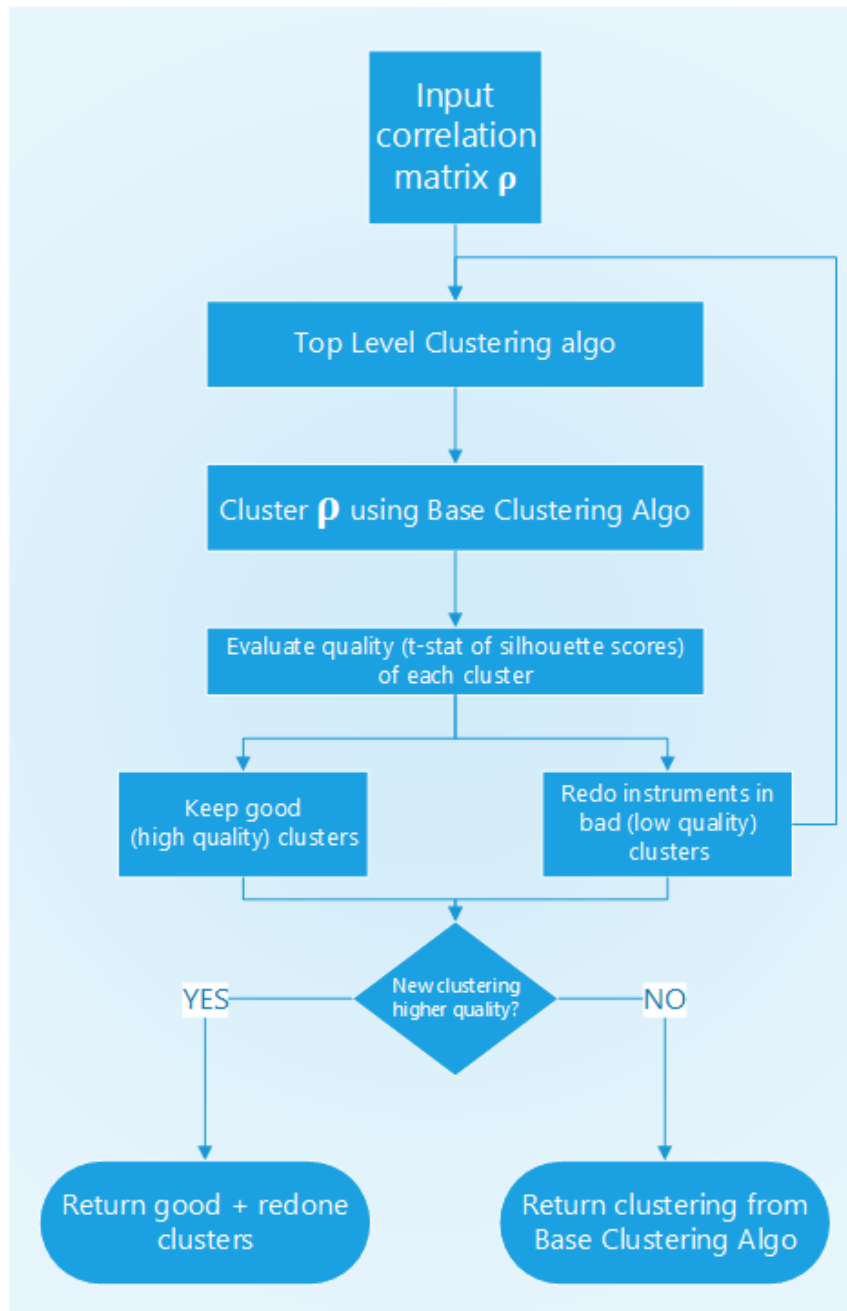 Input
correlation
matrix ρ
Top Level Clustering algo
Cluster ρ using Base Clustering Algo
Evaluate quality (t-stat of silhouette scores)
of each cluster
Keep good
(high quality) clusters
Redo instruments in
bad (low quality)
clusters
New clustering
higher quality?
YES
NO
Return good + redone
clusters
Return clustering from
Base Clustering Algo